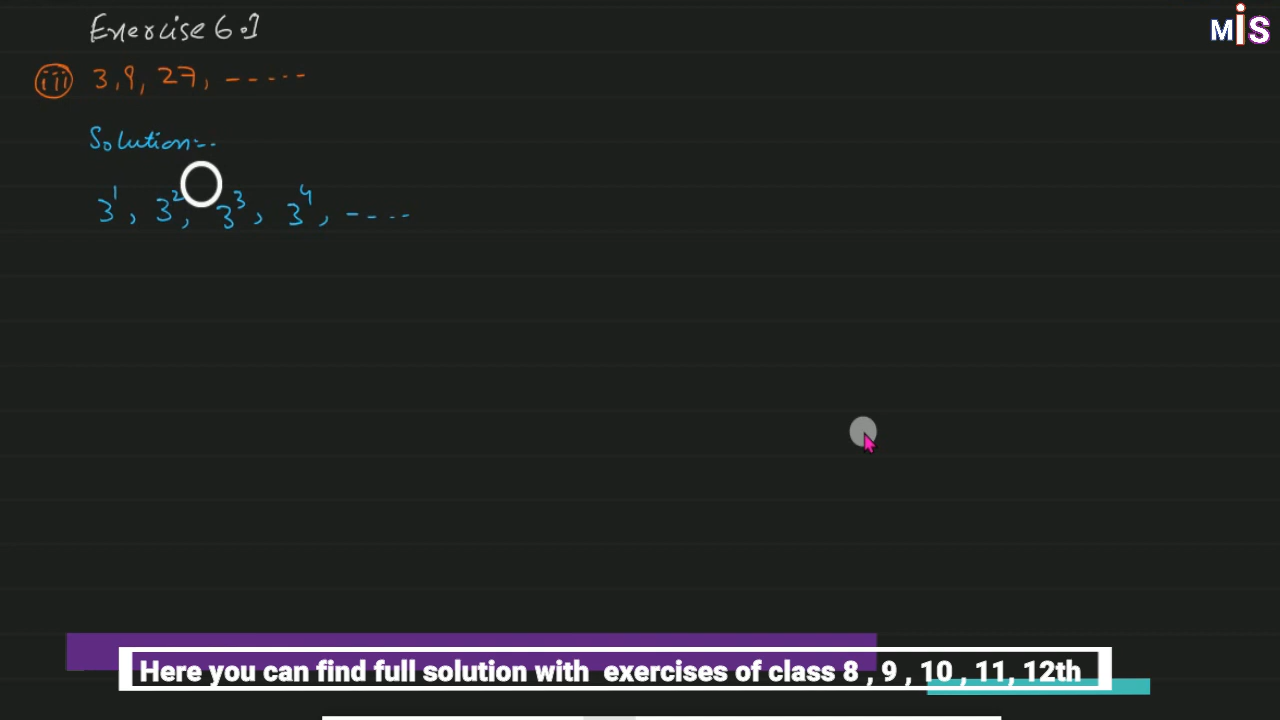 Exercise 6.1
MiS
(iii) 3, 9, 27, -----
Solution:-.
3¹, 3², 3³, 3⁴, ----
Here you can find full solution with exercises of class 8 , 9 , 10 , 11, 12th